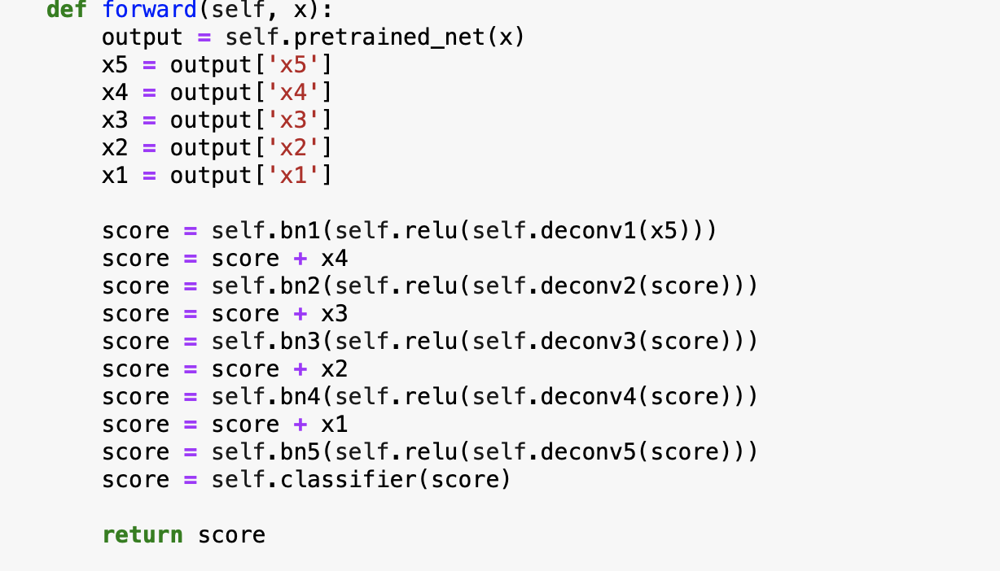 def forward(self, x):
    output = self.pretrained_net(x)
    x5 = output['x5']
    x4 = output['x4']
    x3 = output['x3']
    x2 = output['x2']
    x1 = output['x1']

    score = self.bn1(self.relu(self.deconv1(x5)))
    score = score + x4
    score = self.bn2(self.relu(self.deconv2(score)))
    score = score + x3
    score = self.bn3(self.relu(self.deconv3(score)))
    score = score + x2
    score = self.bn4(self.relu(self.deconv4(score)))
    score = score + x1
    score = self.bn5(self.relu(self.deconv5(score)))
    score = self.classifier(score)

    return score